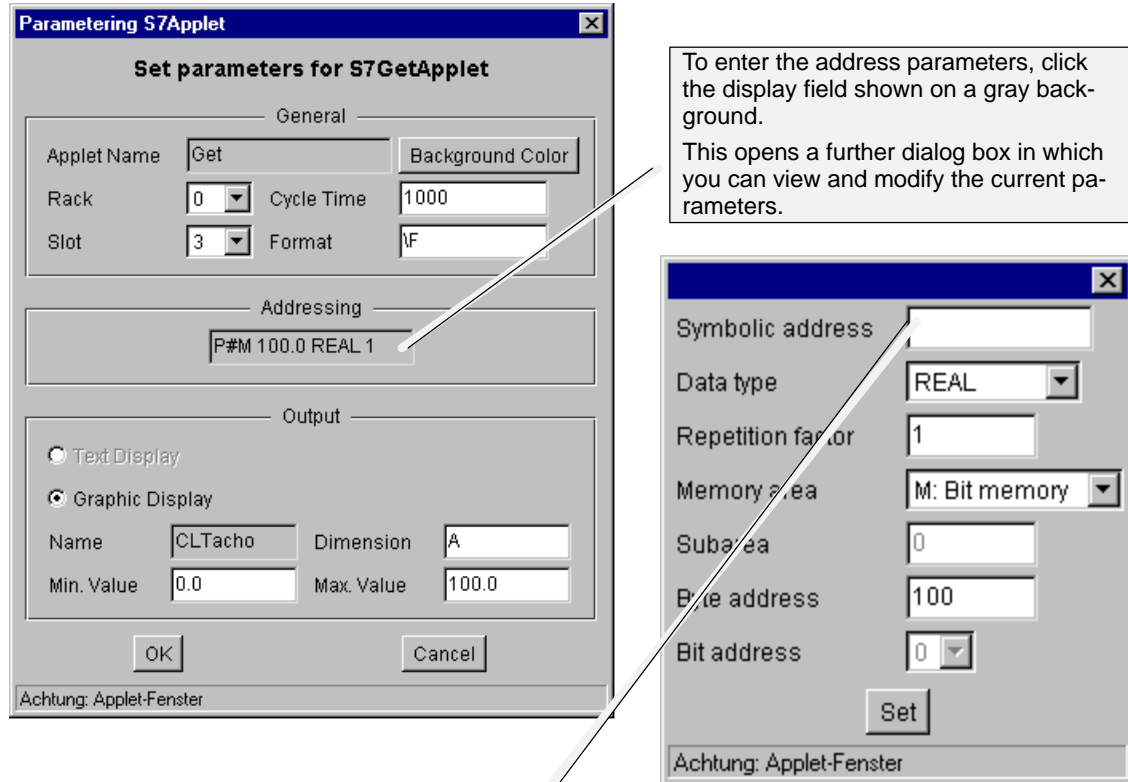 Parametering S7Applet
Set parameters for S7GetApplet
General
Applet Name Get Background Color
Rack 0 Cycle Time 1000
Slot 3 Format \F
Addressing
P#M 100.0 REAL 1
Output
Text Display
Graphic Display
Name CLTacho Dimension A
Min. Value 0.0 Max. Value 100.0
OK Cancel
Achtung: Applet-Fenster
To enter the address parameters, click
the display field shown on a gray back-
ground.
This opens a further dialog box in which
you can view and modify the current pa-
rameters.
Symbolic address
Data type REAL
Repetition factor 1
Memory area M: Bit memory
Subarea 0
Byte address 100
Bit address 0
Set
Achtung: Applet-Fenster